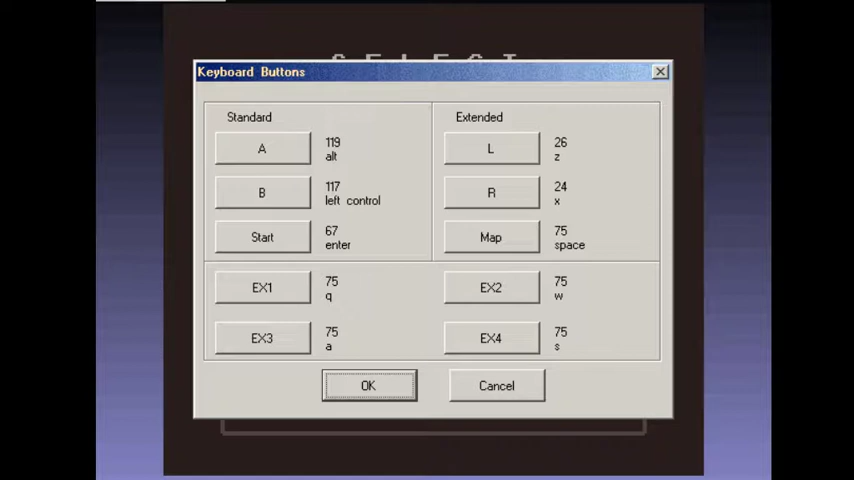 SELECT
Keyboard Buttons
Standard
Extended
A
119
alt
L
26
z
B
117
left control
R
24
x
Start
67
enter
Map
75
space
EX1
75
q
EX2
75
w
EX3
75
a
EX4
75
s
OK
Cancel